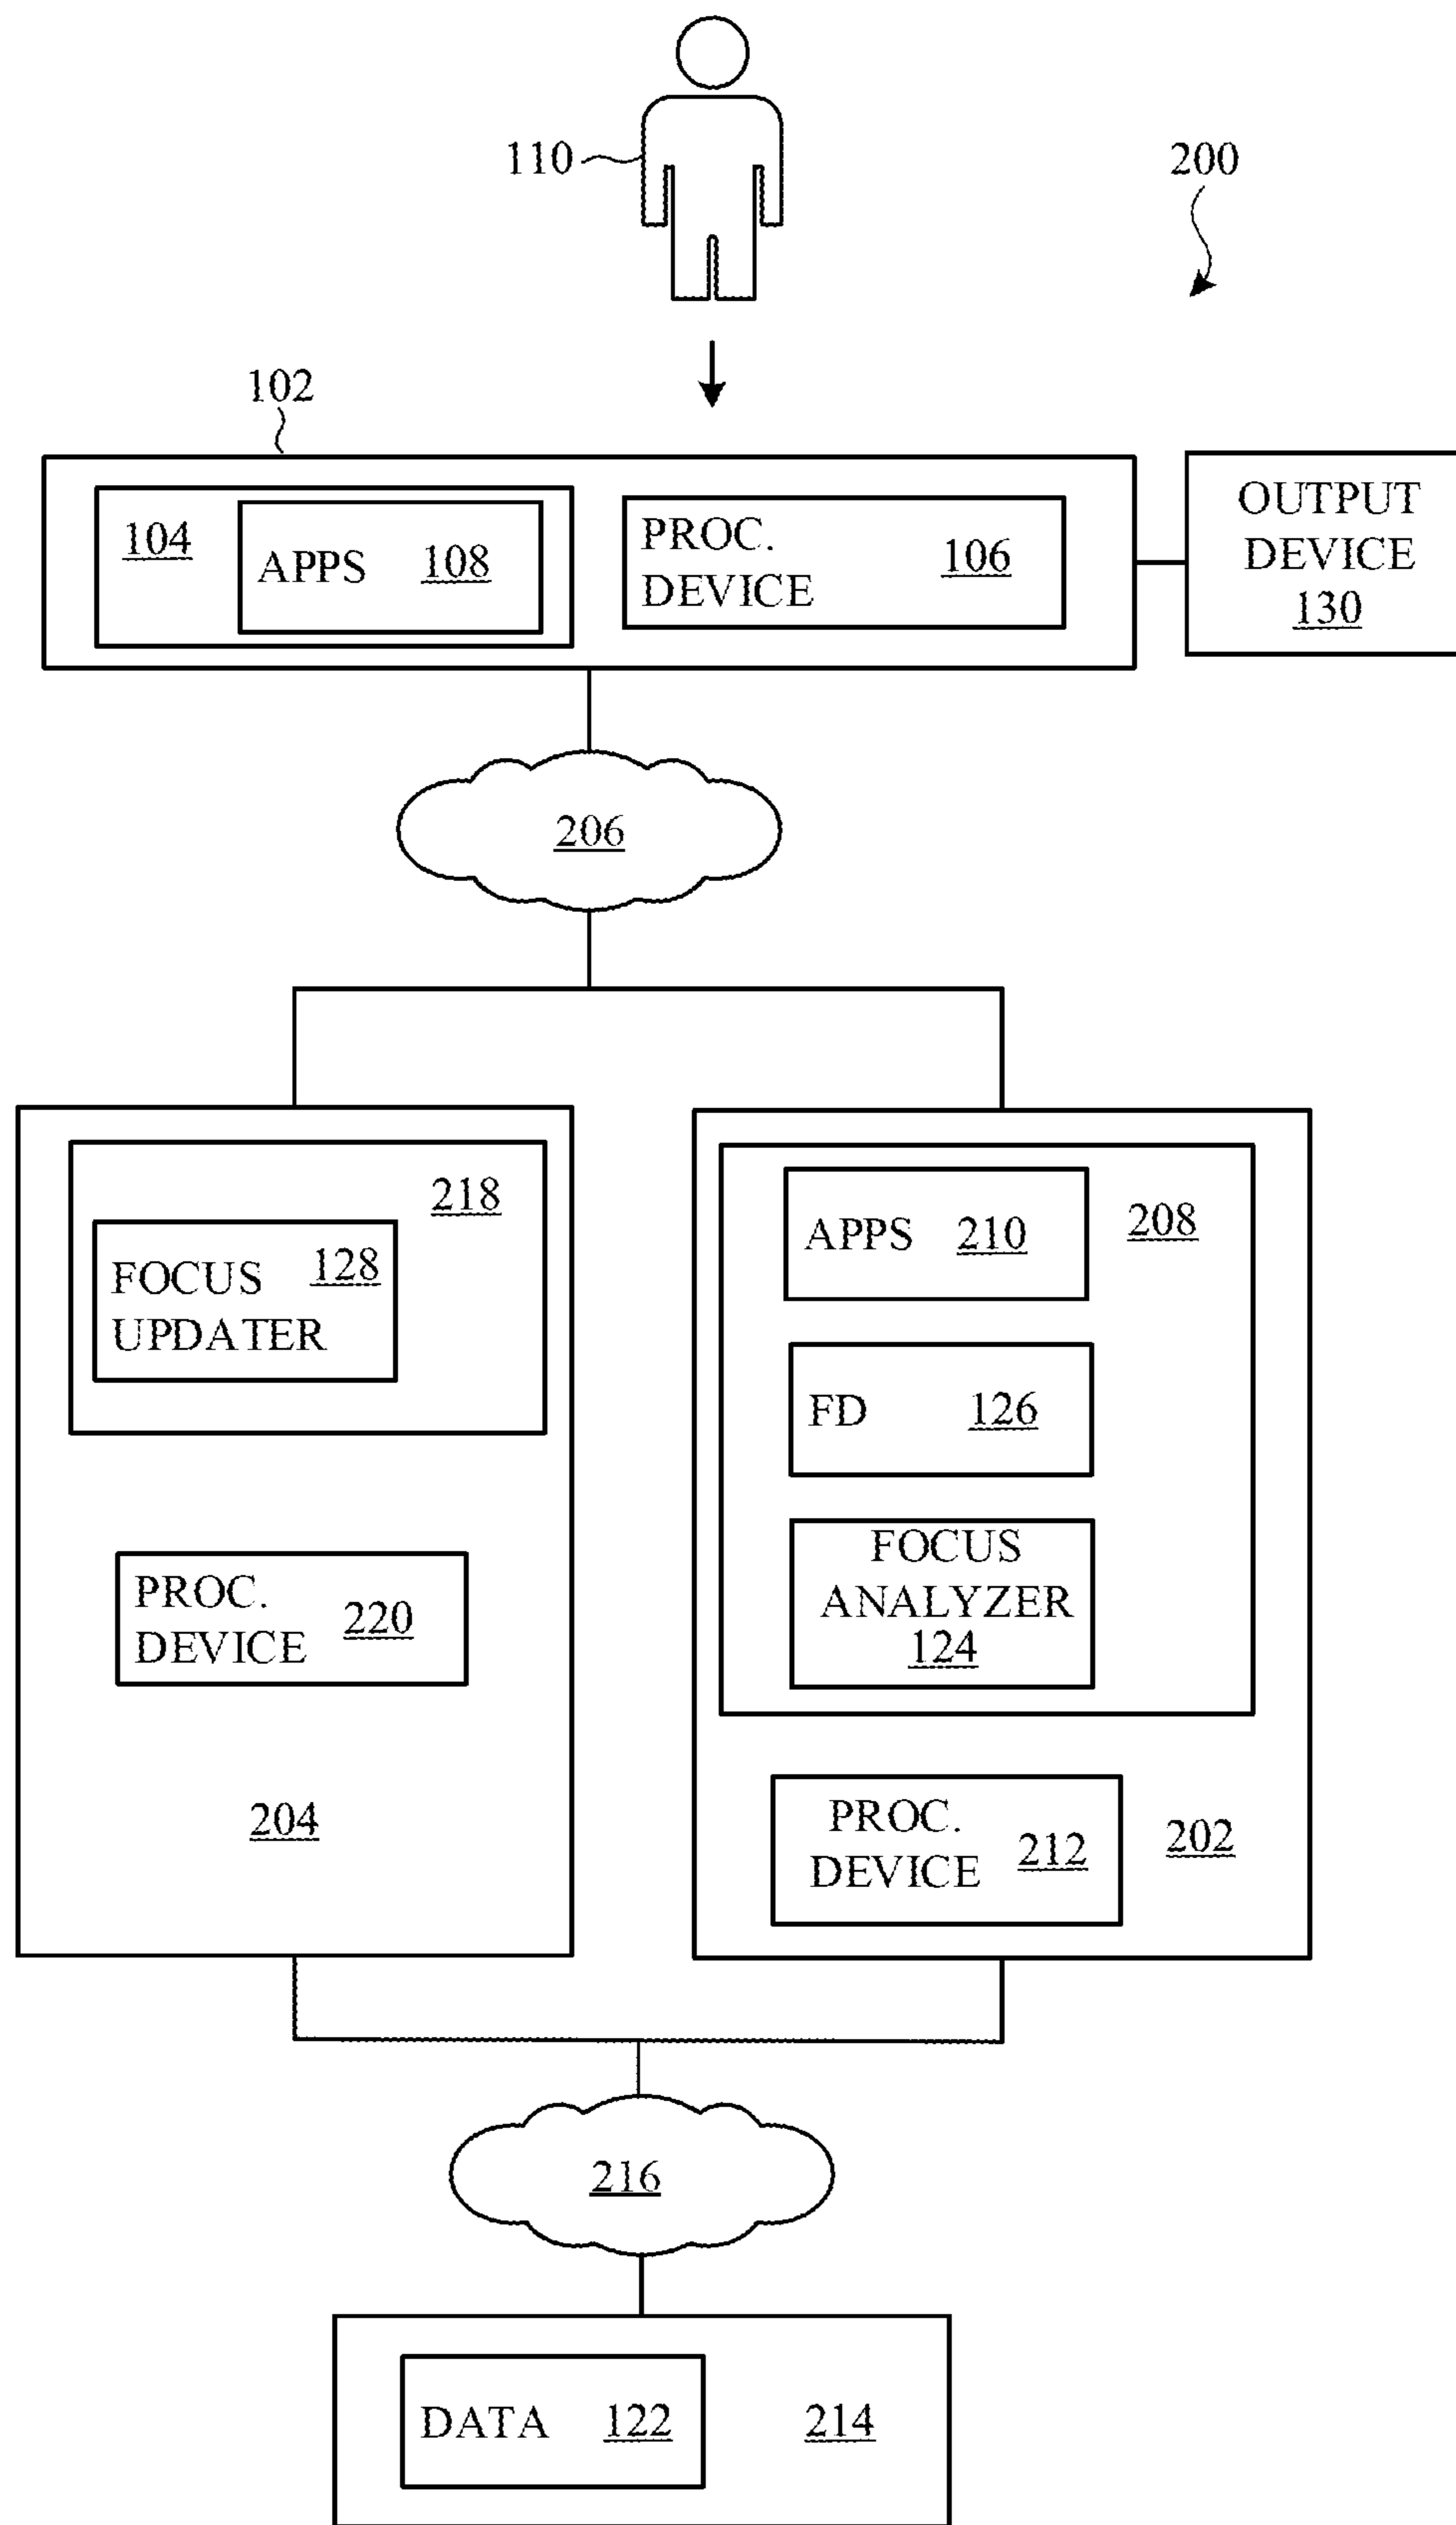 110
200
102
104
APPS 108
PROC.
DEVICE
106
OUTPUT
DEVICE
130
206
218
FOCUS
UPDATER
128
PROC.
DEVICE
220
204
APPS 210
208
FD 126
FOCUS
ANALYZER
124
PROC.
DEVICE
212
202
216
DATA 122
214